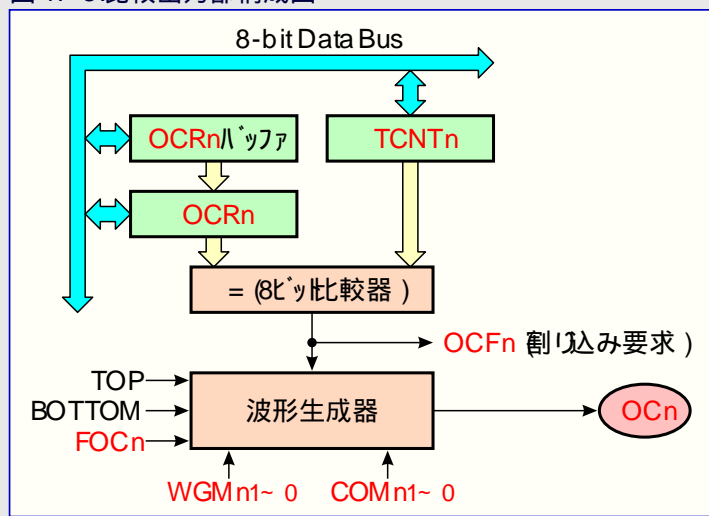 8-bit Data Bus
OCRnバッファ
TCNTn
OCRn
= (8ビット比較器)
OCFn (割り込み要求)
TOP
BOTTOM
FOCn
波形生成器
OCn
WGMn1~0
COMn1~0